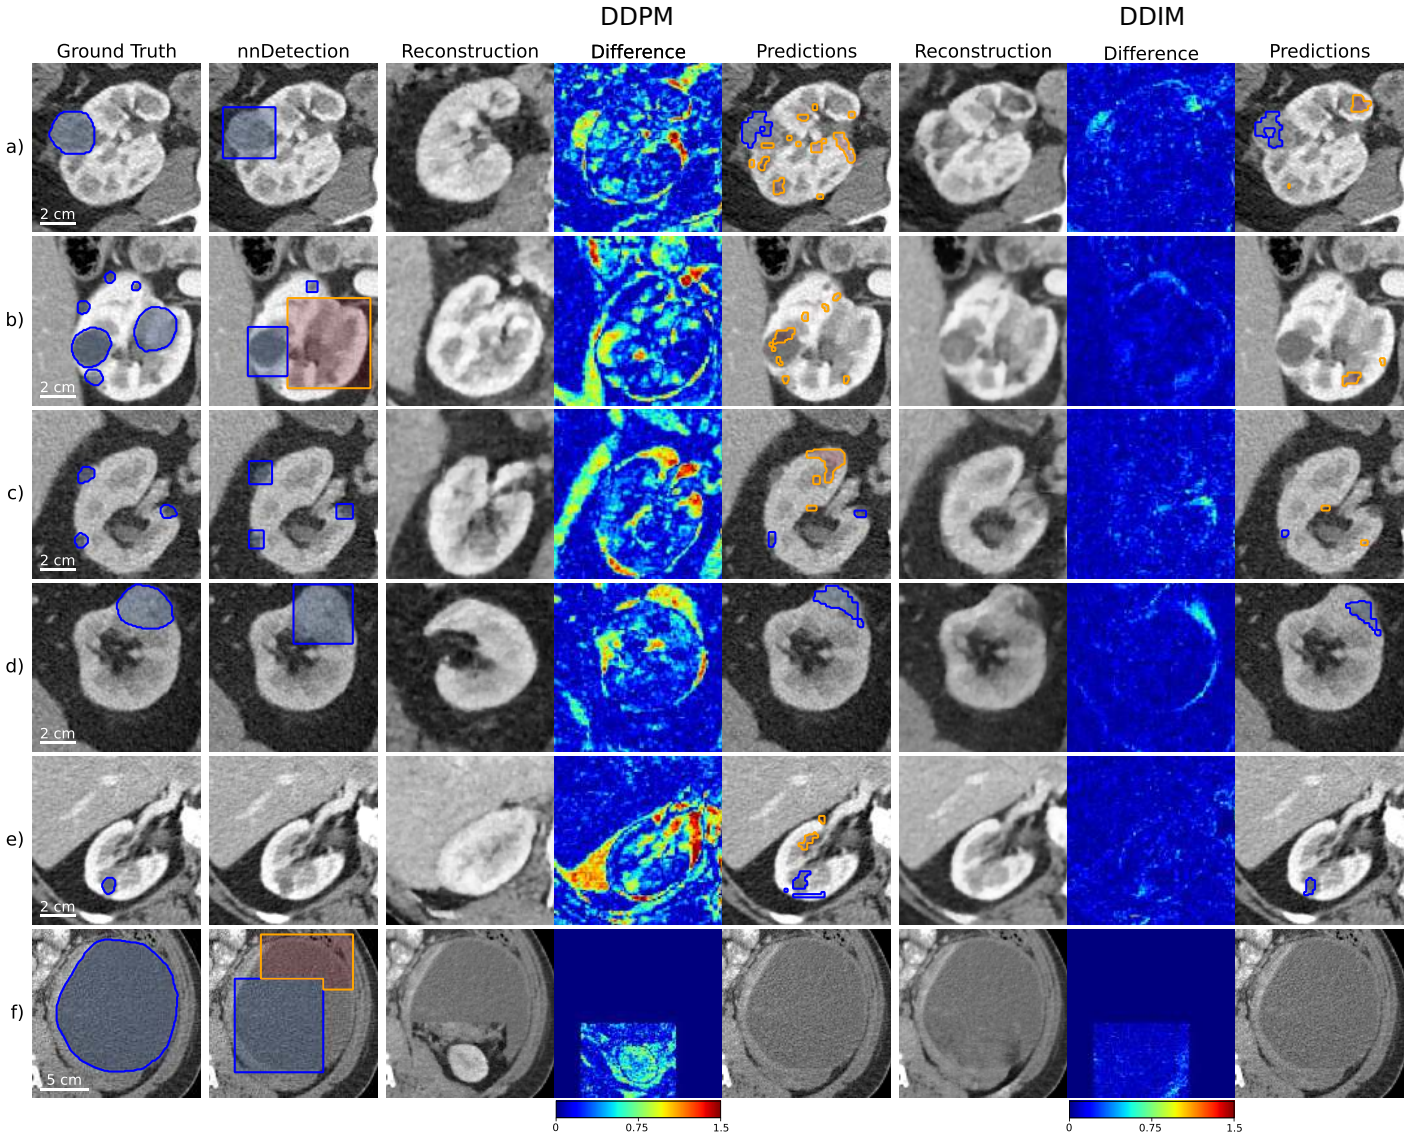 DDPM DDIM
Ground Truth nnDetection Reconstruction Difference Predictions Reconstruction Difference Predictions
a)
2 cm
b)
2 cm
c)
2 cm
d)
2 cm
e)
2 cm
f)
5 cm
0 0.75 1.5 0 0.75 1.5